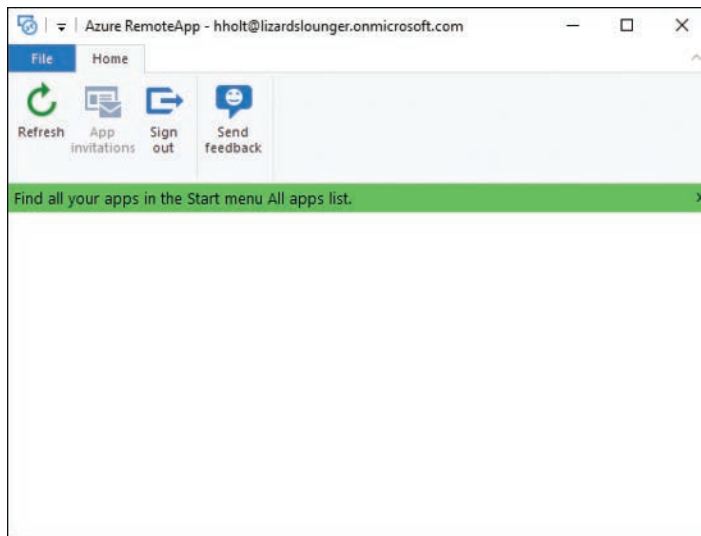 Azure RemoteApp - hholt@lizardslounger.onmicrosoft.com
File Home
Refresh App invitations Sign out Send feedback
Find all your apps in the Start menu All apps list.